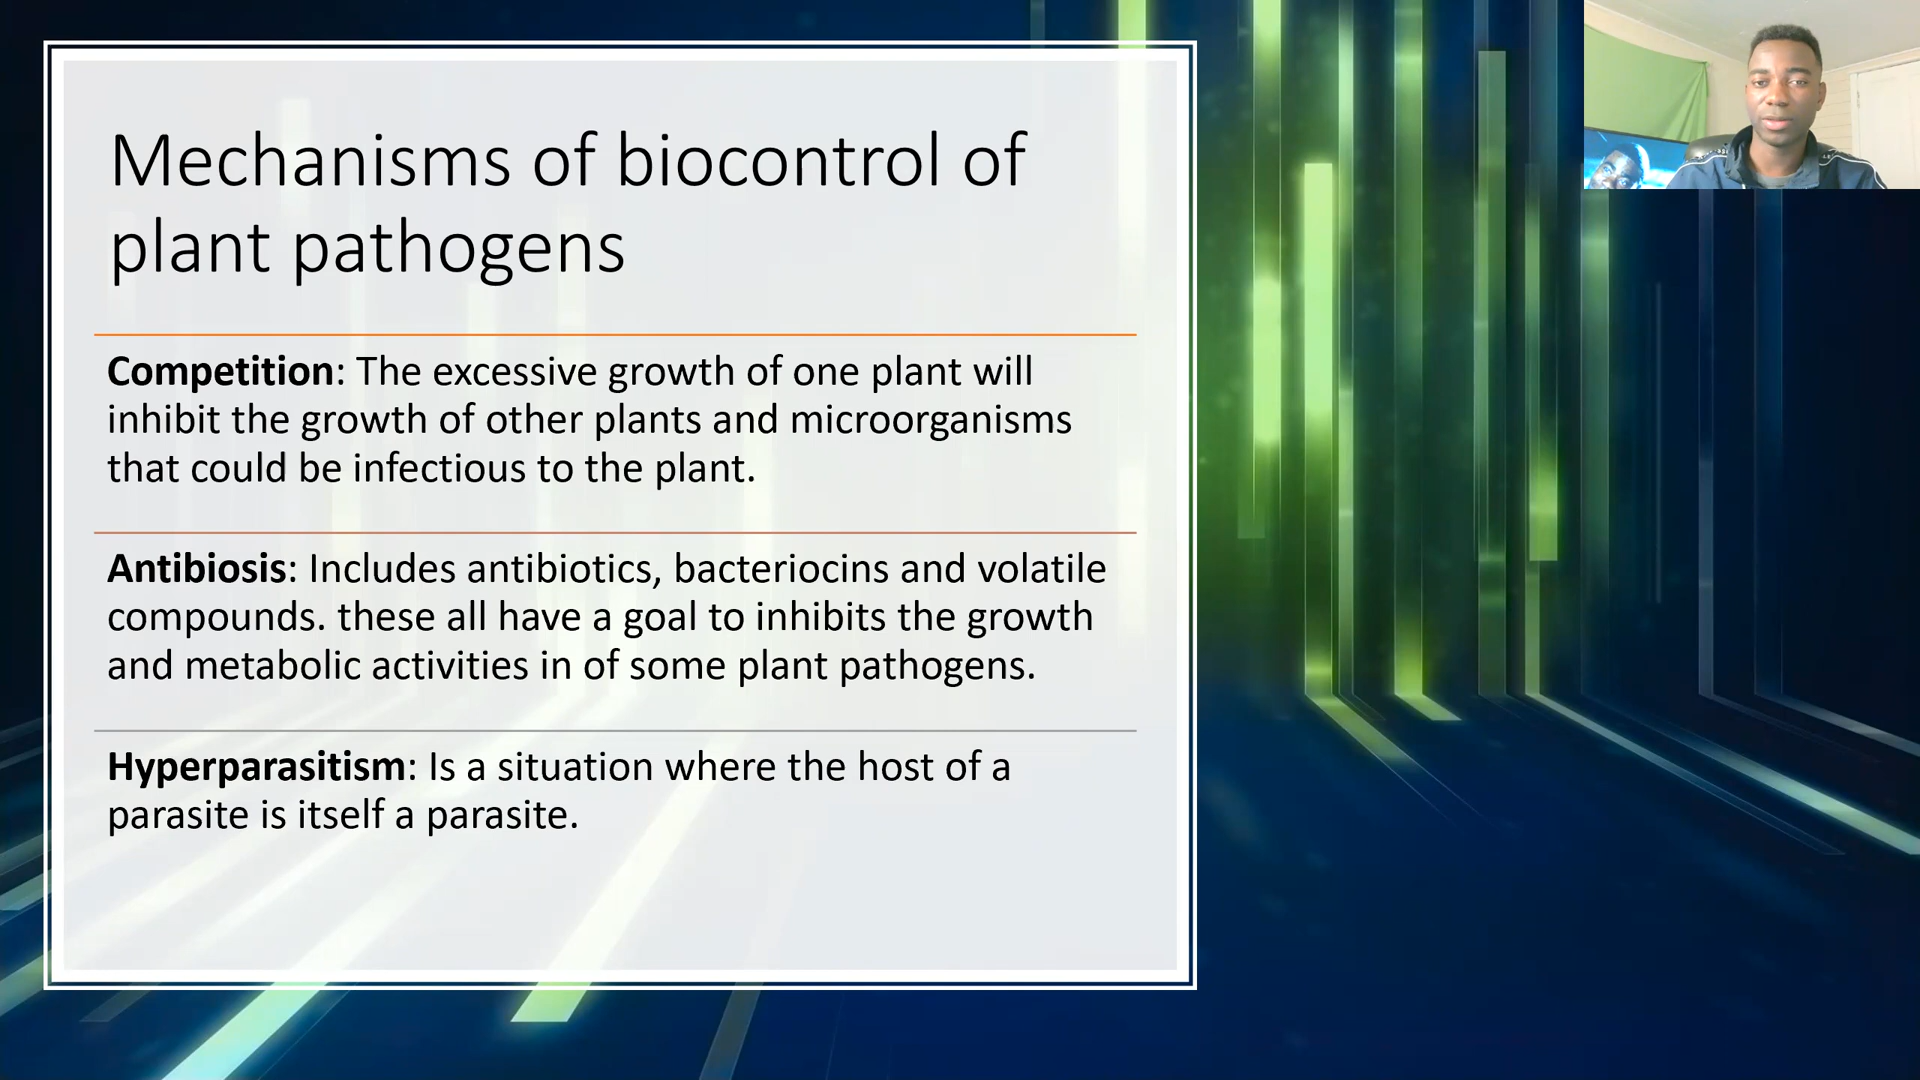 Mechanisms of biocontrol of
plant pathogens
Competition: The excessive growth of one plant will
inhibit the growth of other plants and microorganisms
that could be infectious to the plant.
Antibiosis: Includes antibiotics, bacteriocins and volatile
compounds. these all have a goal to inhibits the growth
and metabolic activities in of some plant pathogens.
Hyperparasitism: Is a situation where the host of a
parasite is itself a parasite.